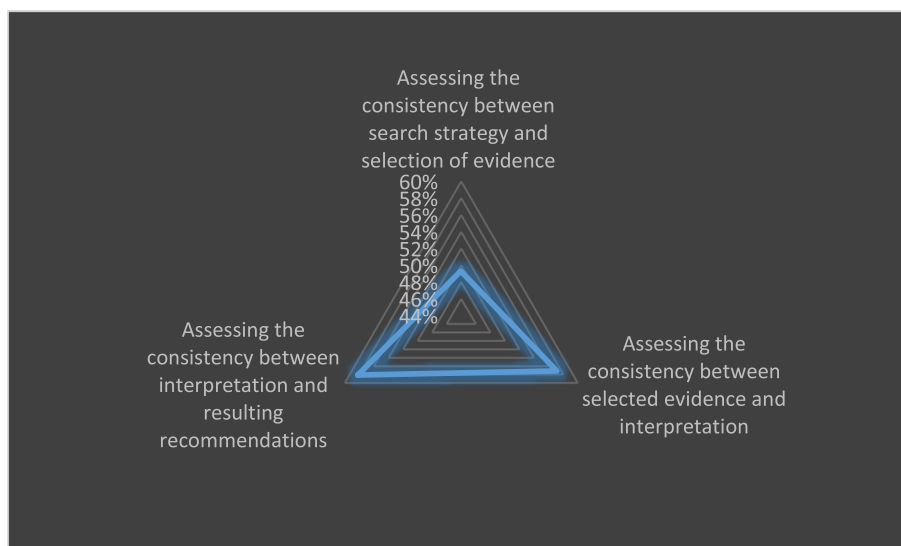 Assessing the
consistency between
search strategy and
selection of evidence
60%
58%
56%
54%
52%
50%
48%
46%
44%
Assessing the
consistency between
interpretation and
resulting
recommendations
Assessing the
consistency between
selected evidence and
interpretation